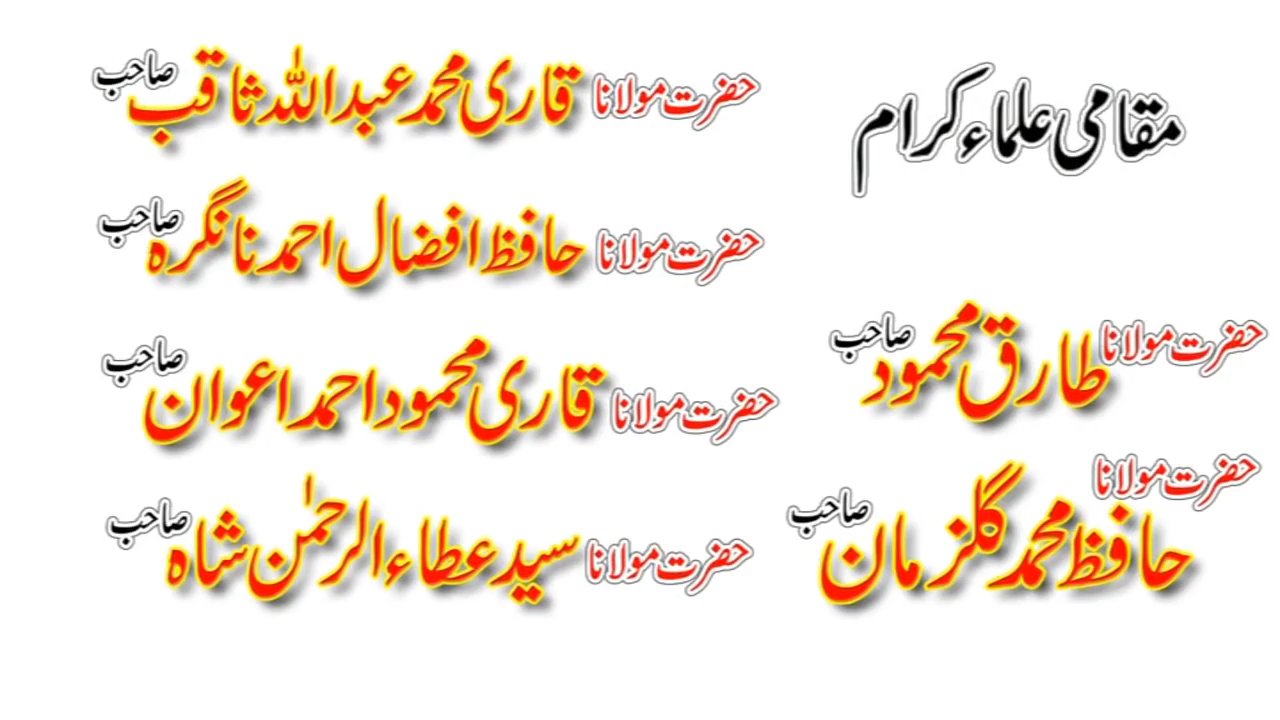 مقامی علماء کرام
حضرت مولانا طارق محمود صاحب
حضرت مولانا حافظ محمد گلزمان صاحب
حضرت مولانا قاری محمد عبداللہ ثاقب صاحب
حضرت مولانا حافظ افضال احمد نانگرہ صاحب
حضرت مولانا قاری محمود احمد اعوان صاحب
حضرت مولانا سید عطاء الرحمٰن شاہ صاحب